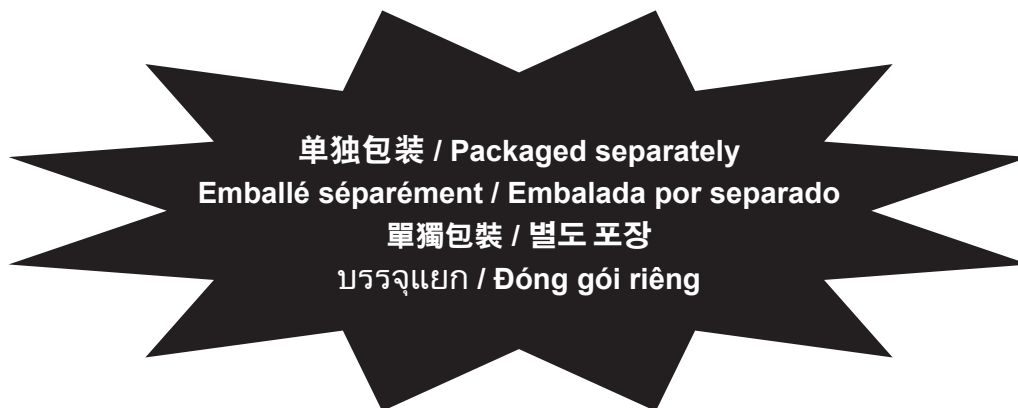 单独包装 / Packaged separately
Emballé séparément / Embalada por separado
單獨包裝 / 별도 포장
บรรจุแยก / Đóng gói riêng